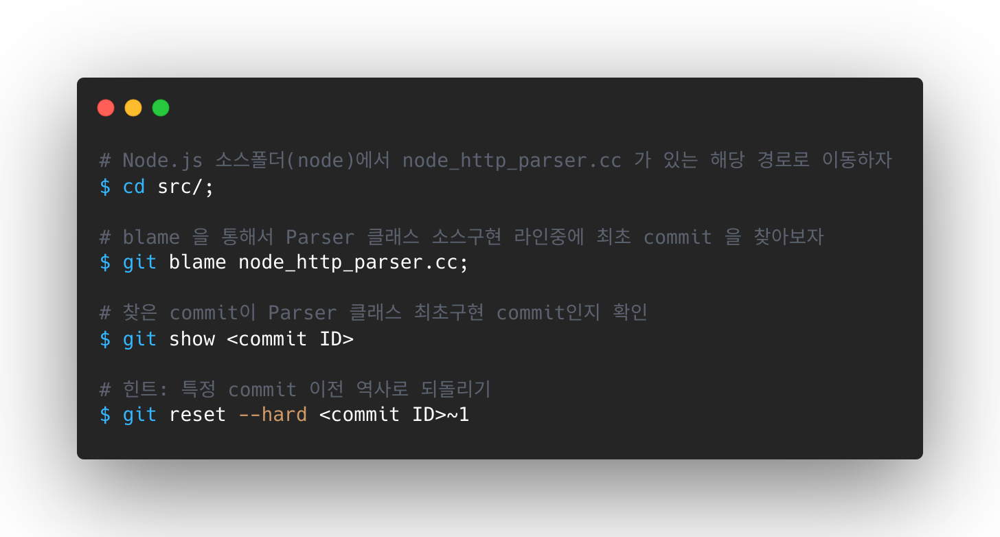 # Node.js 소스폴더(node)에서 node_http_parser.cc 가 있는 해당 경로로 이동하자
$ cd src/;
# blame 을 통해서 Parser 클래스 소스구현 라인중에 최초 commit 을 찾아보자
$ git blame node_http_parser.cc;
# 찾은 commit이 Parser 클래스 최초구현 commit인지 확인
$ git show <commit ID>
# 힌트: 특정 commit 이전 역사로 되돌리기
$ git reset --hard <commit ID>~1